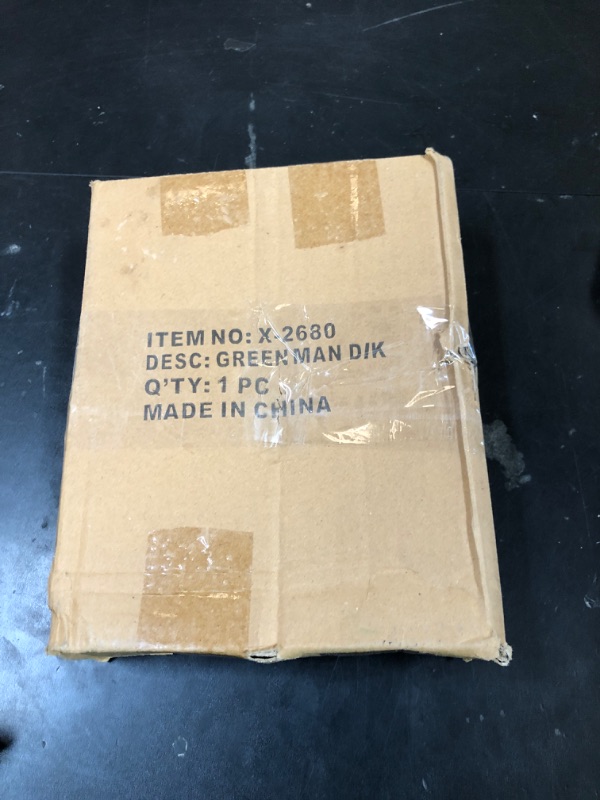 ITEM NO: X-2680
DESC: GREEN MAN D/K
Q'TY: 1 PC
MADE IN CHINA